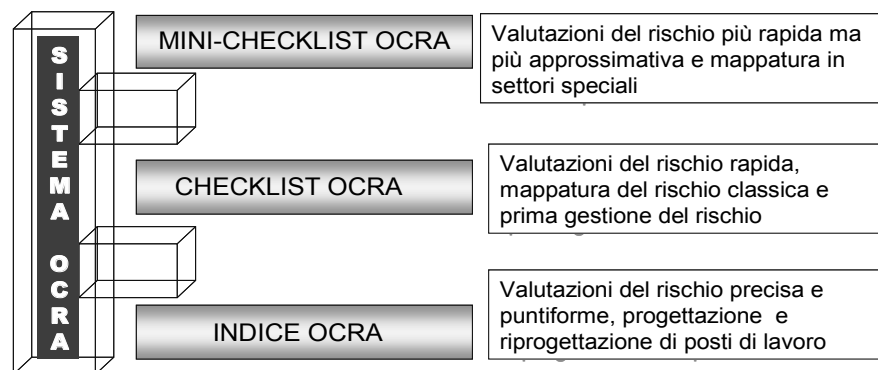 SISTEMA OCRA
MINI-CHECKLIST OCRA
Valutazioni del rischio più rapida ma
più approssimativa e mappatura in
settori speciali
CHECKLIST OCRA
Valutazioni del rischio rapida,
mappatura del rischio classica e
prima gestione del rischio
INDICE OCRA
Valutazioni del rischio precisa e
puntiforme, progettazione e
riprogettazione di posti di lavoro